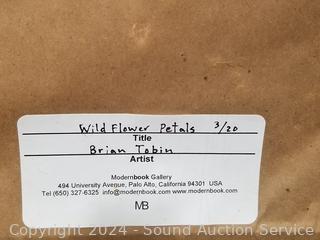 Wild Flower Petals 3/20
Title
Brian Tobin
Artist
Modernbook Gallery
494 University Avenue, Palo Alto, California 94301 USA
Tel (650) 327-6325 info@modernbook.com www.modernbook.com
MB
Copyright 2024 - Sound Auction Service